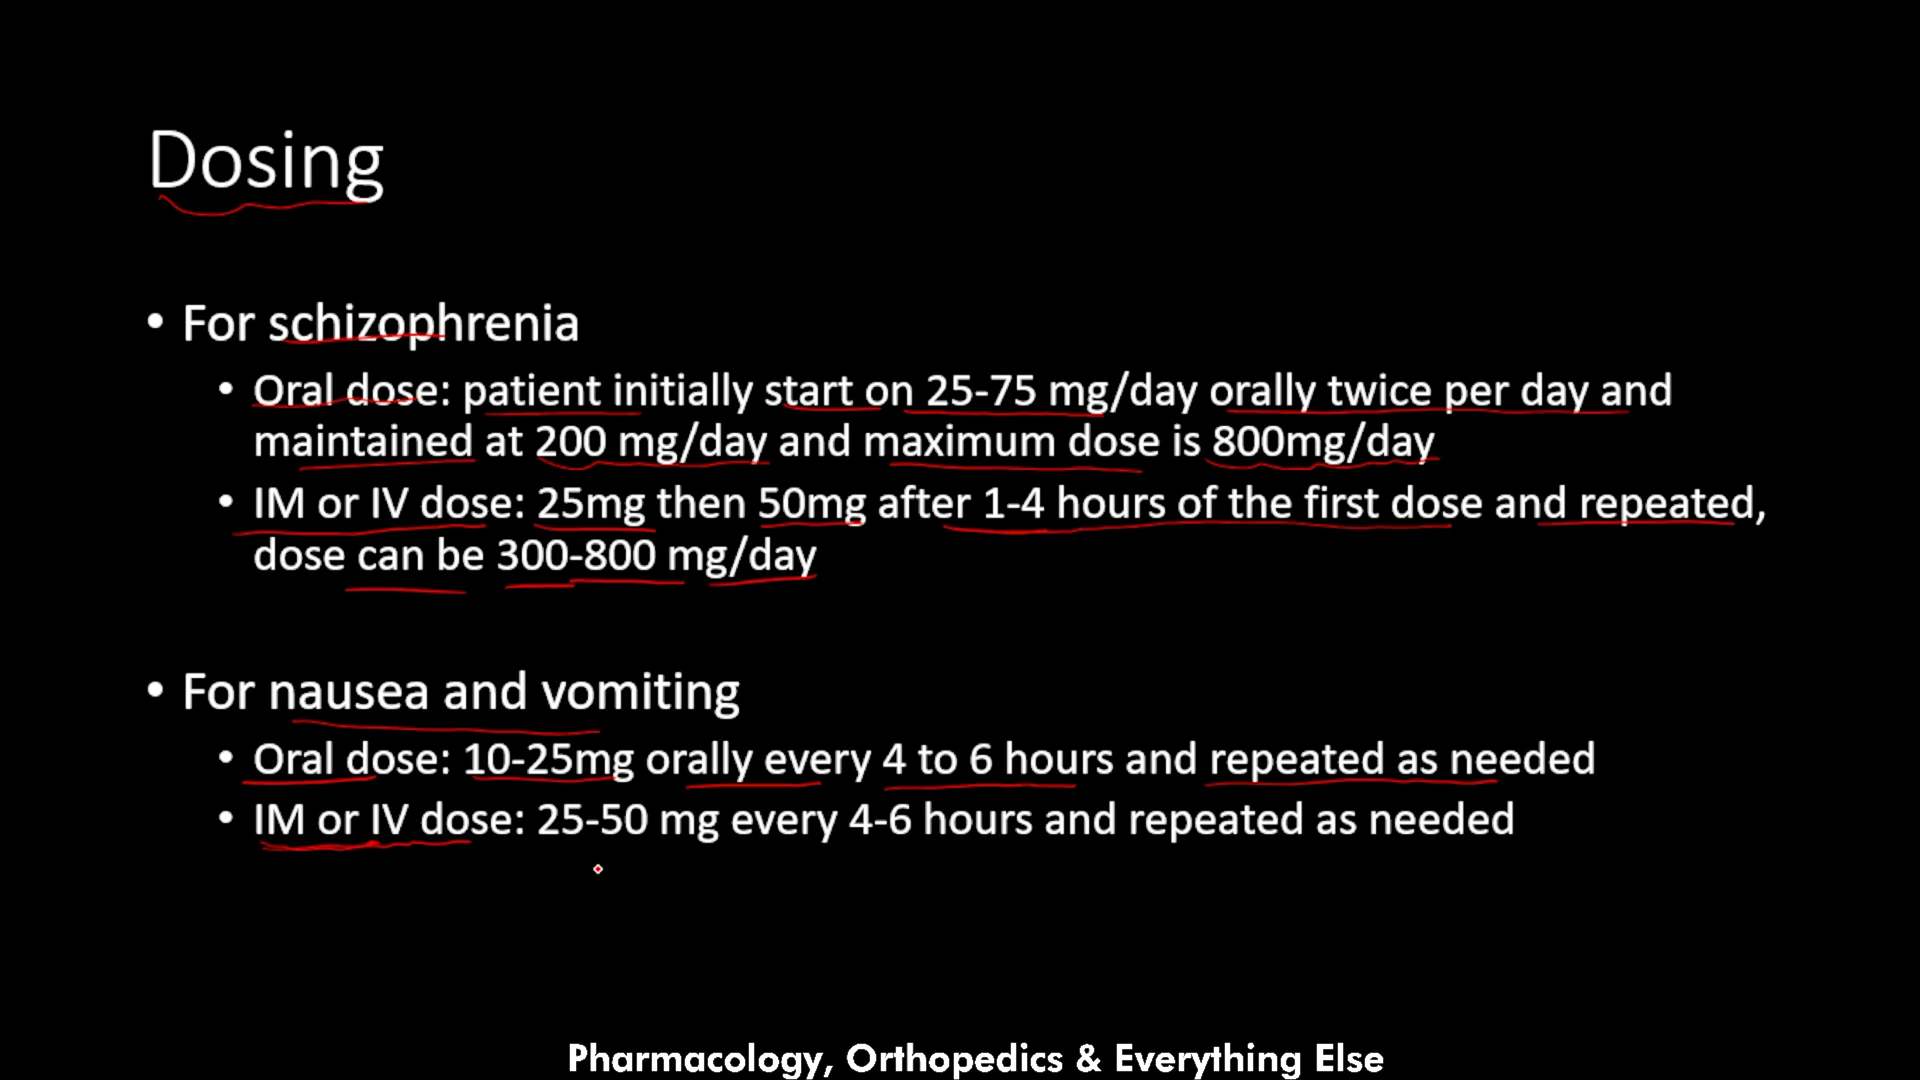 Dosing
• For schizophrenia
• Oral dose: patient initially start on 25-75 mg/day orally twice per day and
maintained at 200 mg/day and maximum dose is 800mg/day
• IM or IV dose: 25mg then 50mg after 1-4 hours of the first dose and repeated,
dose can be 300-800 mg/day
• For nausea and vomiting
• Oral dose: 10-25mg orally every 4 to 6 hours and repeated as needed
• IM or IV dose: 25-50 mg every 4-6 hours and repeated as needed
Pharmacology, Orthopedics & Everything Else